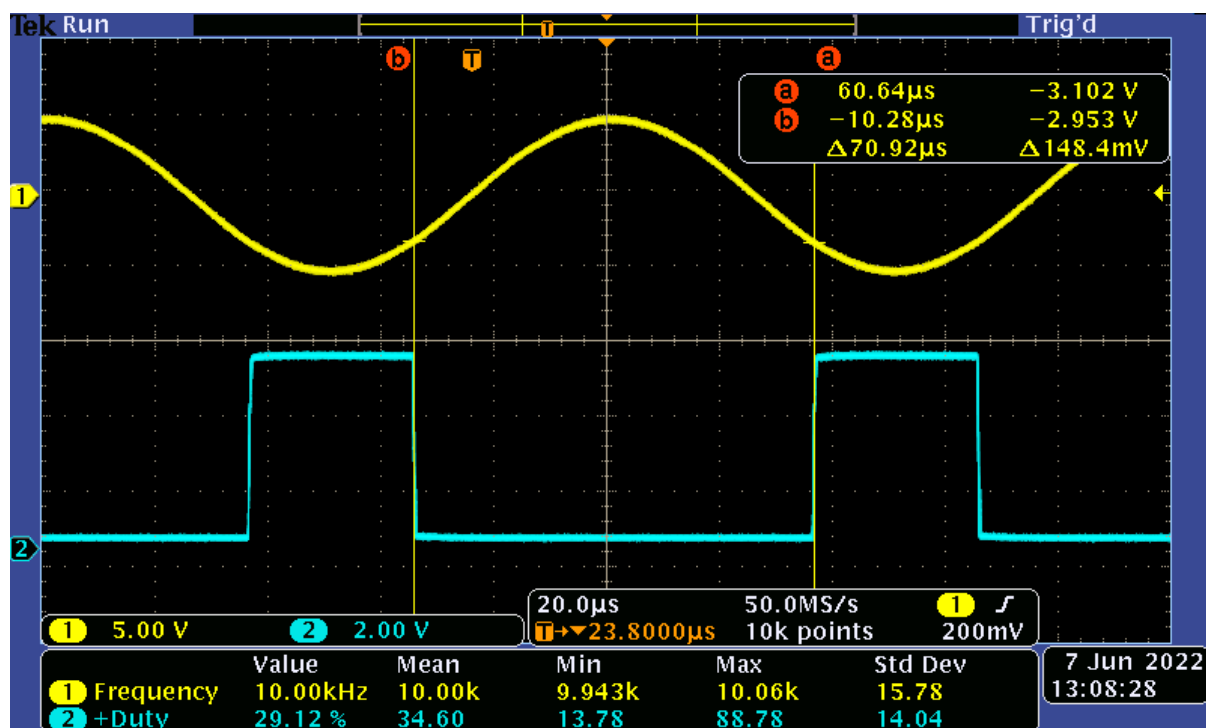 Tek Run Trig'd
T
b T a
a 60.64µs −3.102 V
b −10.28µs −2.953 V
Δ70.92µs Δ148.4mV
1
2
1 5.00 V 2 2.00 V
20.0µs 50.0MS/s 1
T→▼23.8000µs 10k points 200mV
Value Mean Min Max Std Dev
1 Frequency 10.00kHz 10.00k 9.943k 10.06k 15.78
2 +Duty 29.12 % 34.60 13.78 88.78 14.04
7 Jun 2022
13:08:28